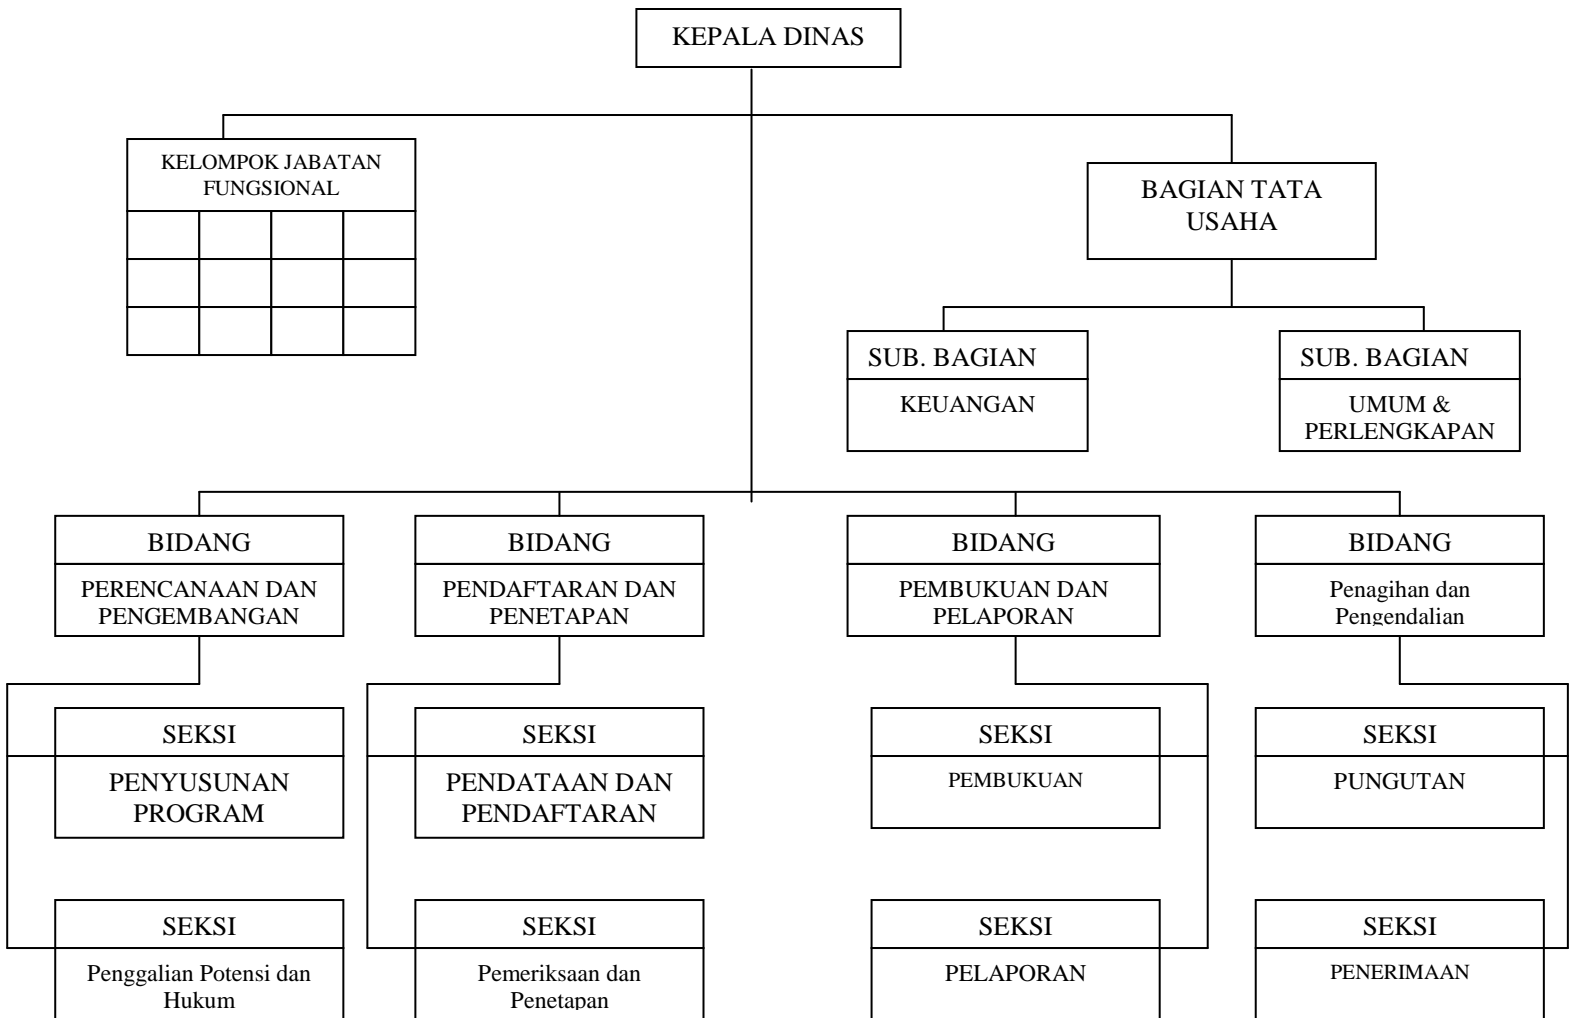 KEPALA DINAS
KELOMPOK JABATAN
FUNGSIONAL
BAGIAN TATA
USAHA
SUB. BAGIAN
KEUANGAN
SUB. BAGIAN
UMUM &
PERLENGKAPAN
BIDANG
PERENCANAAN DAN
PENGEMBANGAN
BIDANG
PENDAFTARAN DAN
PENETAPAN
BIDANG
PEMBUKUAN DAN
PELAPORAN
BIDANG
Penagihan dan
Pengendalian
SEKSI
PENYUSUNAN
PROGRAM
SEKSI
PENDATAAN DAN
PENDAFTARAN
SEKSI
PEMBUKUAN
SEKSI
PUNGUTAN
SEKSI
Penggalian Potensi dan
Hukum
SEKSI
Pemeriksaan dan
Penetapan
SEKSI
PELAPORAN
SEKSI
PENERIMAAN